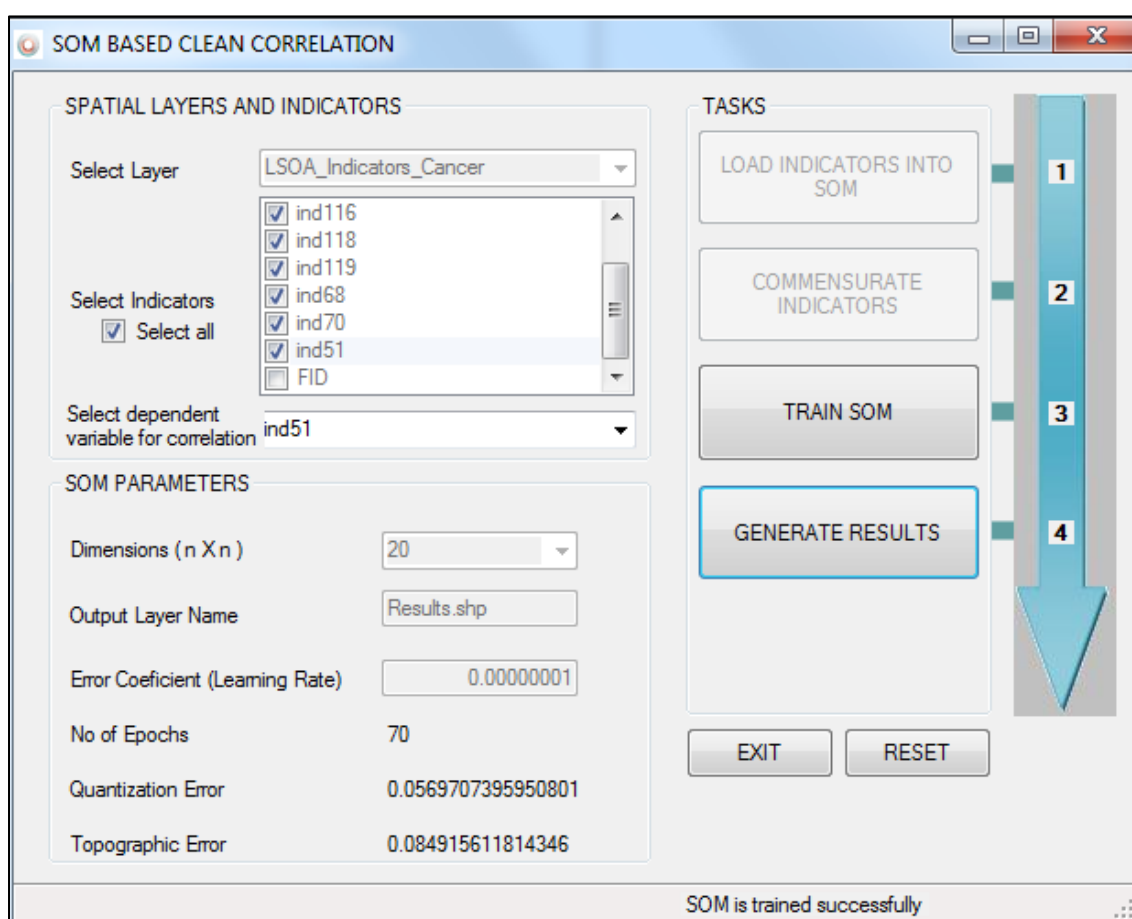 SOM BASED CLEAN CORRELATION
SPATIAL LAYERS AND INDICATORS
Select Layer
LSOA_Indicators_Cancer
ind116
ind118
ind119
ind68
ind70
ind51
FID
Select Indicators
Select all
Select dependent
variable for correlation
ind51
SOM PARAMETERS
Dimensions ( n X n )
20
Output Layer Name
Results.shp
Error Coeficient (Learning Rate)
0.00000001
No of Epochs
70
Quantization Error
0.0569707395950801
Topographic Error
0.084915611814346
TASKS
LOAD INDICATORS INTO
SOM
1
COMMENSURATE
INDICATORS
2
TRAIN SOM
3
GENERATE RESULTS
4
EXIT
RESET
SOM is trained successfully